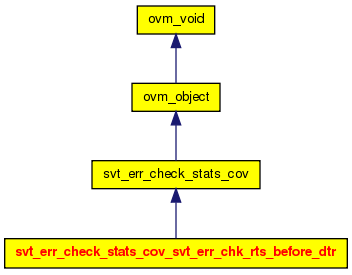 ovm_void
ovm_object
svt_err_check_stats_cov
svt_err_check_stats_cov_svt_err_chk_rts_before_dtr